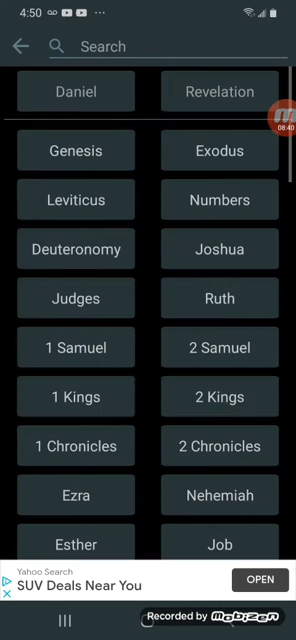 4:50
Search
Daniel Revelation
08:40
Genesis Exodus
Leviticus Numbers
Deuteronomy Joshua
Judges Ruth
1 Samuel 2 Samuel
1 Kings 2 Kings
1 Chronicles 2 Chronicles
Ezra Nehemiah
Esther Job
Yahoo Search
SUV Deals Near You
OPEN
Recorded by mobizen